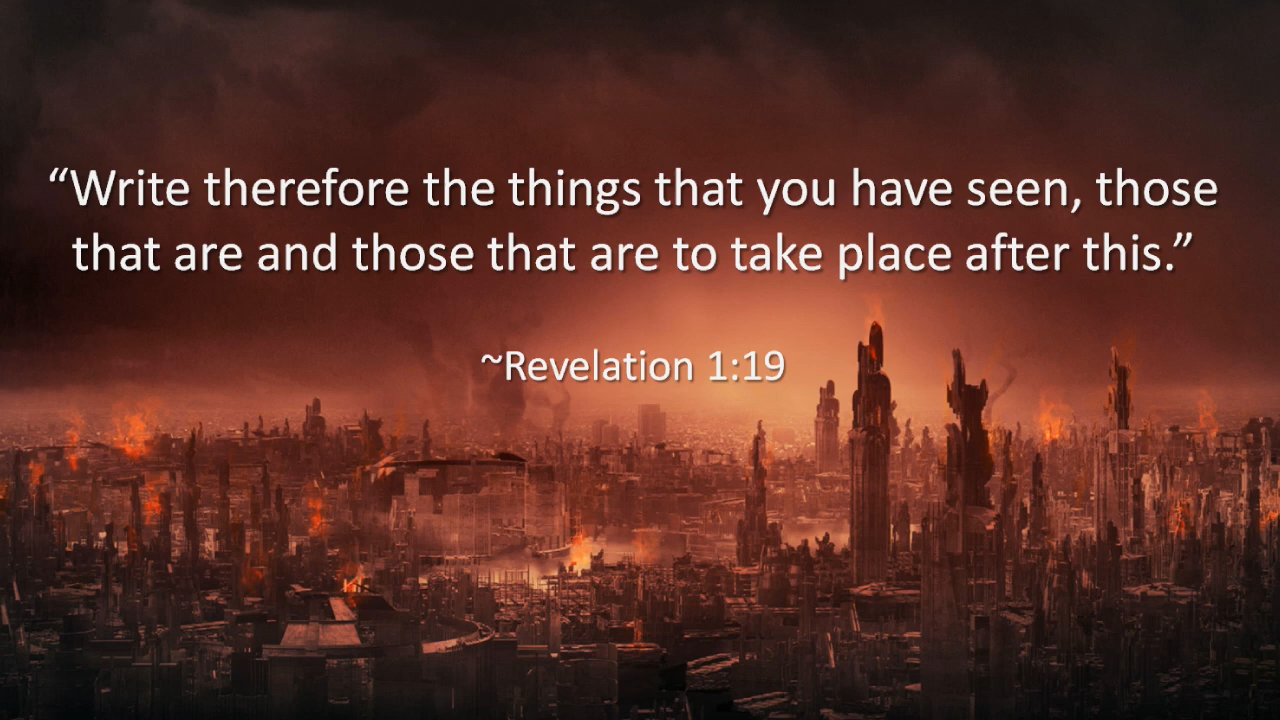 “Write therefore the things that you have seen, those
that are and those that are to take place after this.”
~Revelation 1:19